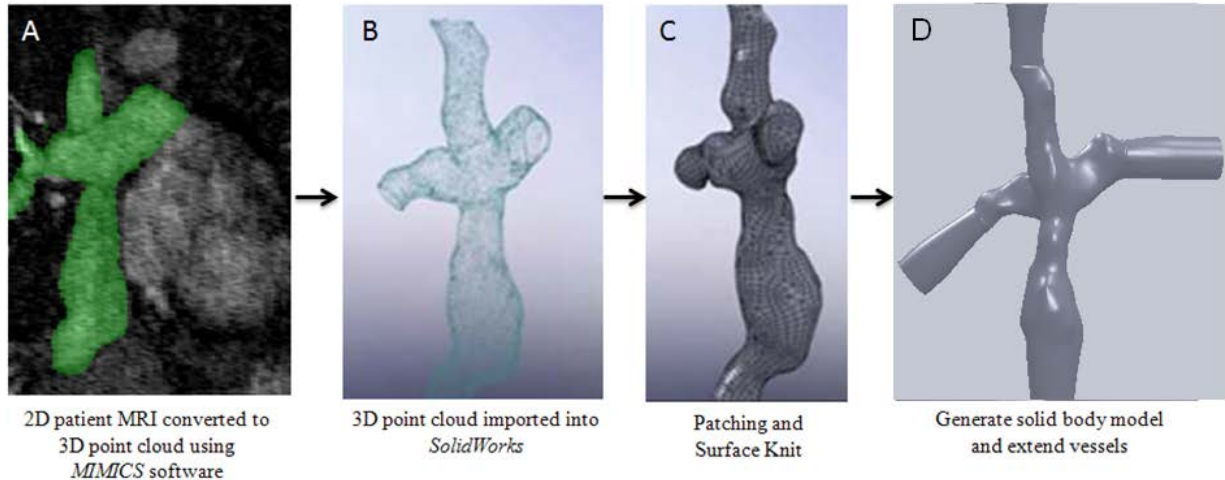 A
B
C
D
2D patient MRI converted to
3D point cloud using
MIMICS software
3D point cloud imported into
SolidWorks
Patching and
Surface Knit
Generate solid body model
and extend vessels